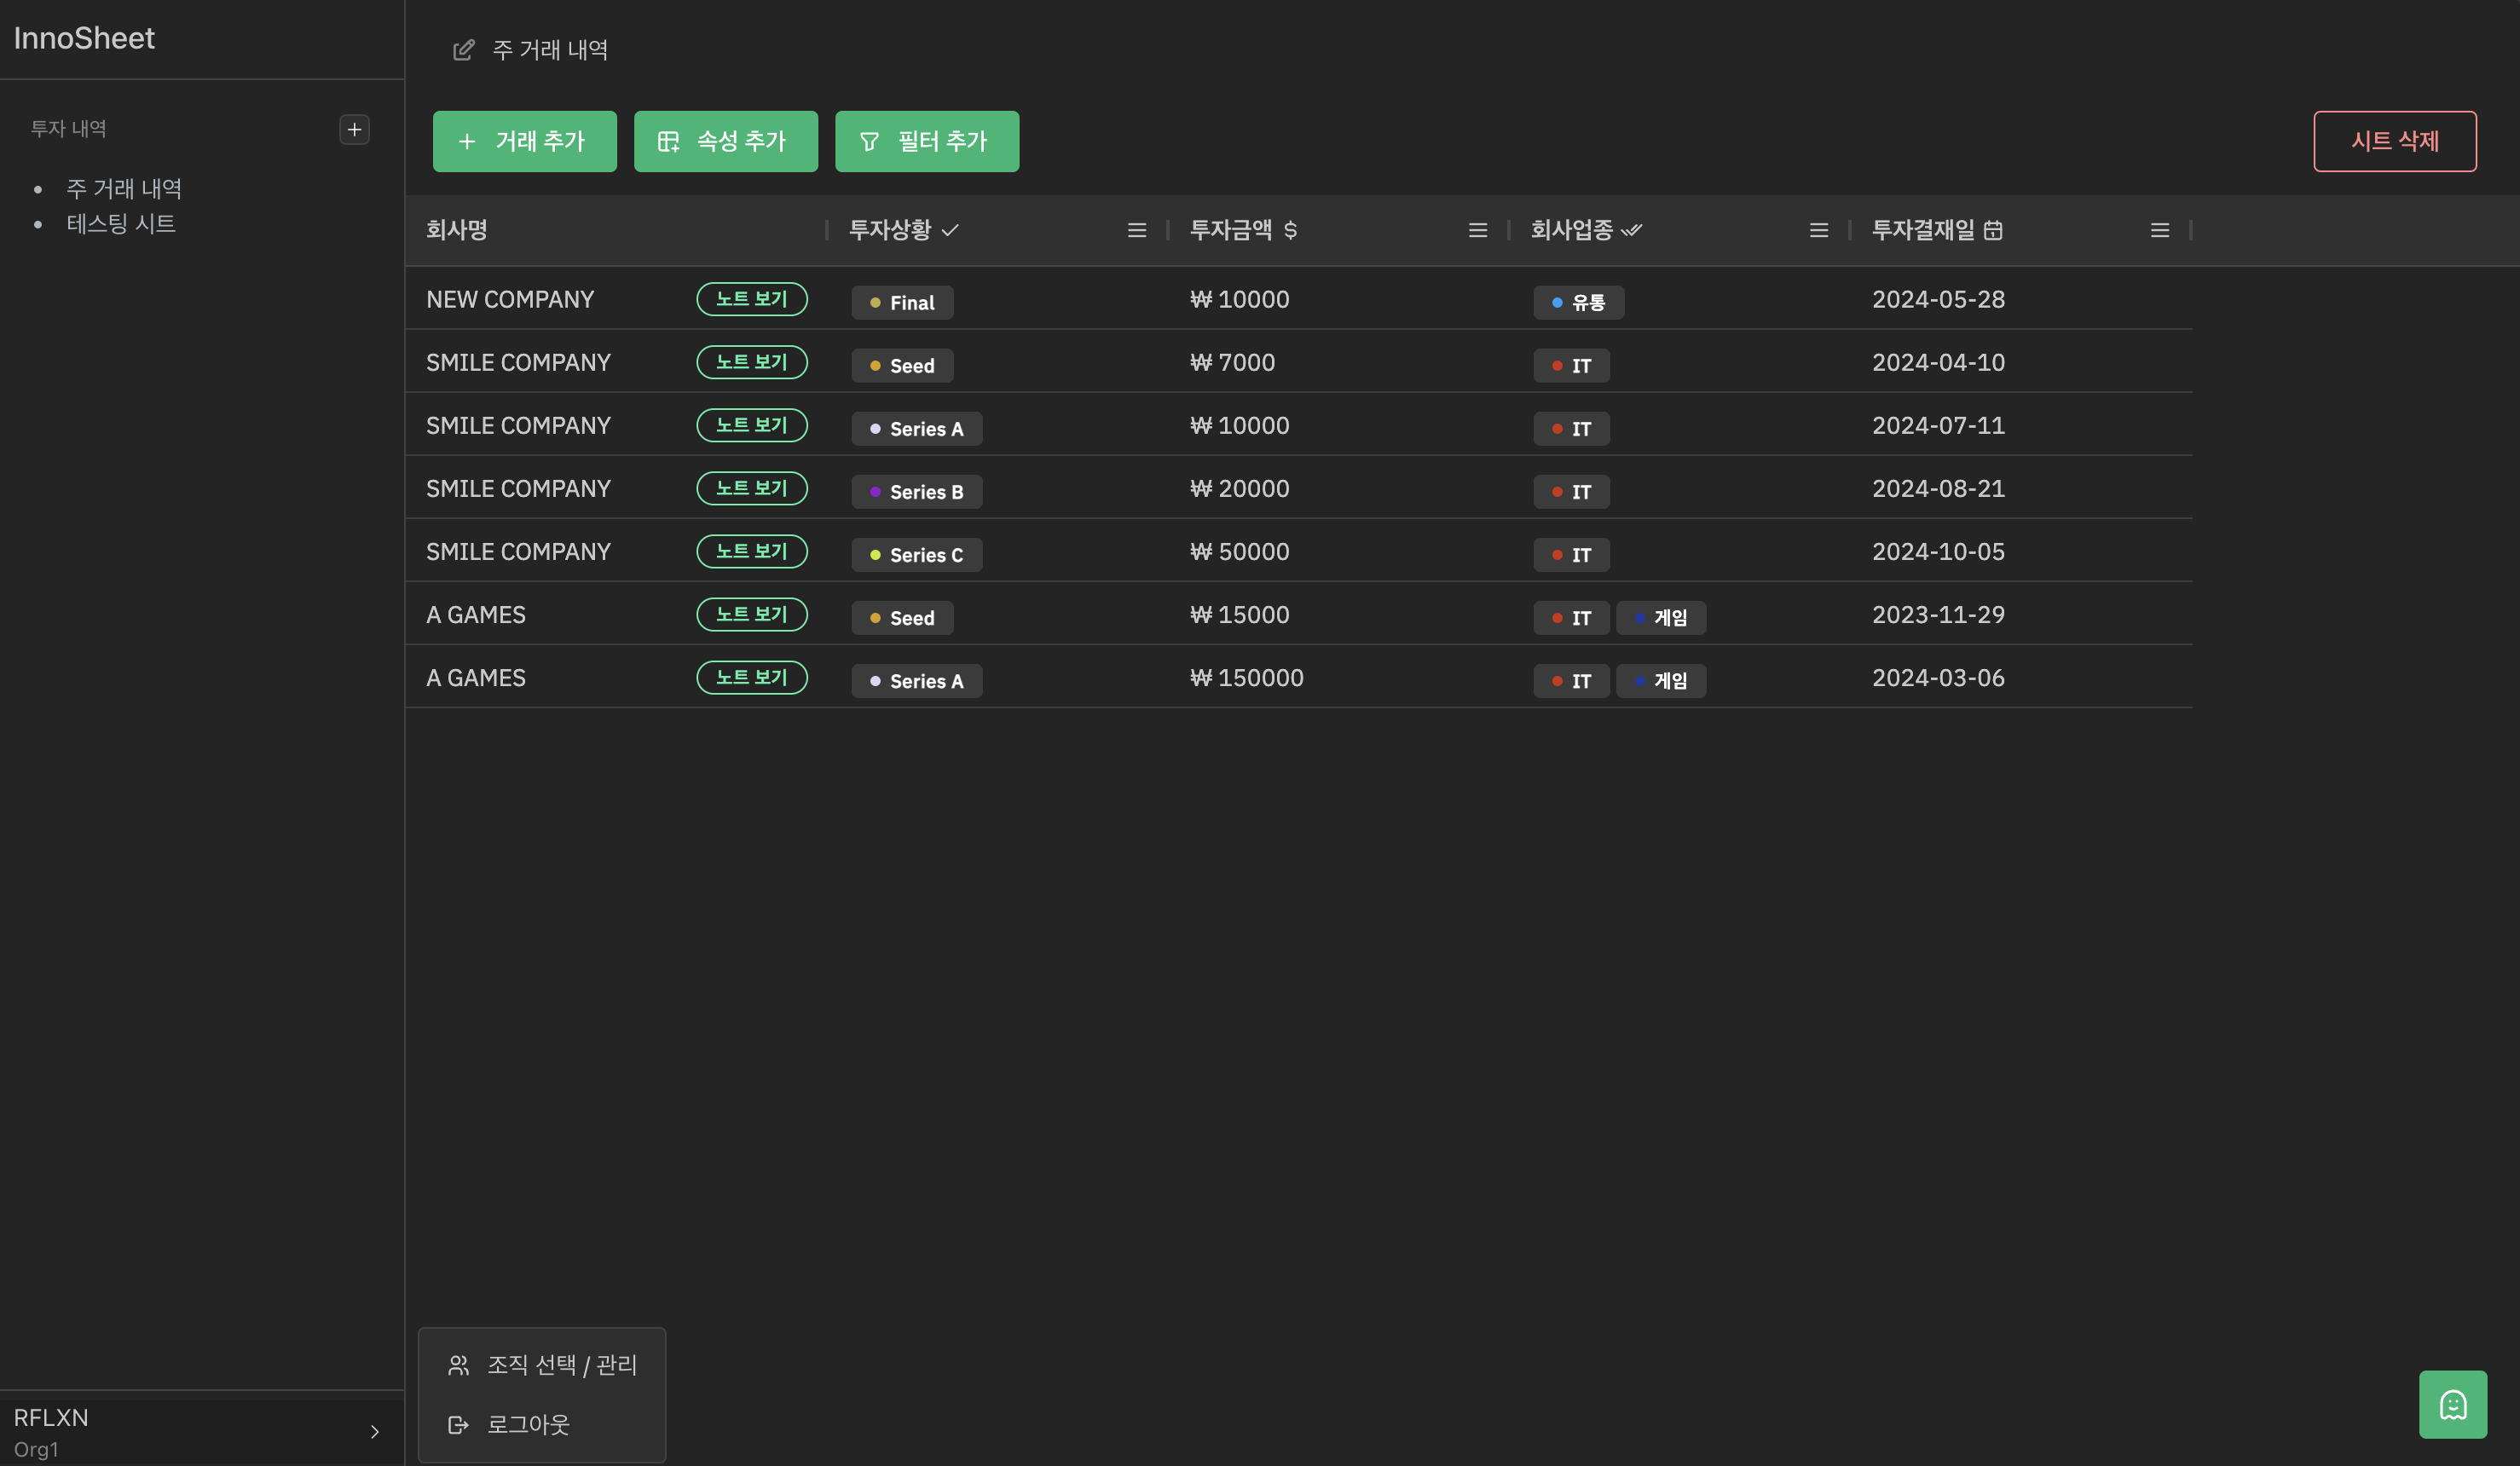 InnoSheet
투자 내역
주 거래 내역
테스팅 시트
주 거래 내역
거래 추가 속성 추가 필터 추가 시트 삭제
회사명 투자상황 투자금액 $ 회사업종 투자결재일
NEW COMPANY 노트 보기 Final ₩ 10000 유통 2024-05-28
SMILE COMPANY 노트 보기 Seed ₩ 7000 IT 2024-04-10
SMILE COMPANY 노트 보기 Series A ₩ 10000 IT 2024-07-11
SMILE COMPANY 노트 보기 Series B ₩ 20000 IT 2024-08-21
SMILE COMPANY 노트 보기 Series C ₩ 50000 IT 2024-10-05
A GAMES 노트 보기 Seed ₩ 15000 IT 게임 2023-11-29
A GAMES 노트 보기 Series A ₩ 150000 IT 게임 2024-03-06
조직 선택 / 관리
로그아웃
RFLXN
Org1